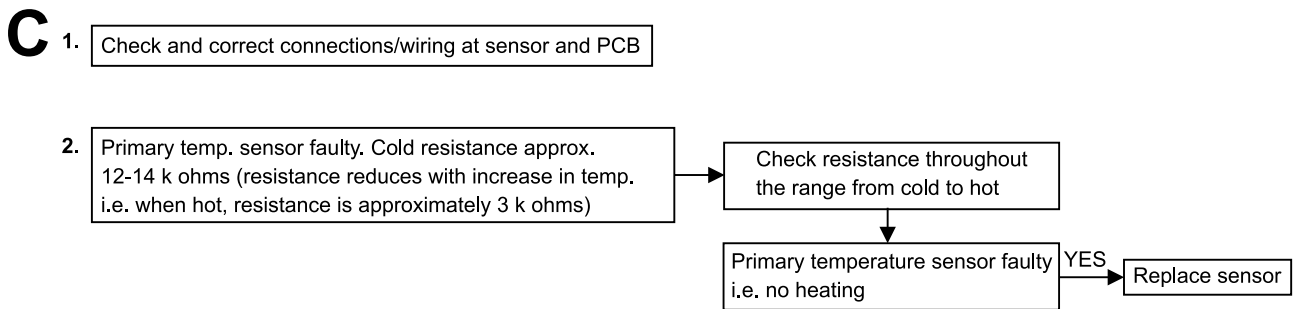 C
1. Check and correct connections/wiring at sensor and PCB
2. Primary temp. sensor faulty. Cold resistance approx.
12-14 k ohms (resistance reduces with increase in temp.
i.e. when hot, resistance is approximately 3 k ohms)
Check resistance throughout
the range from cold to hot
Primary temperature sensor faulty
i.e. no heating
YES
Replace sensor